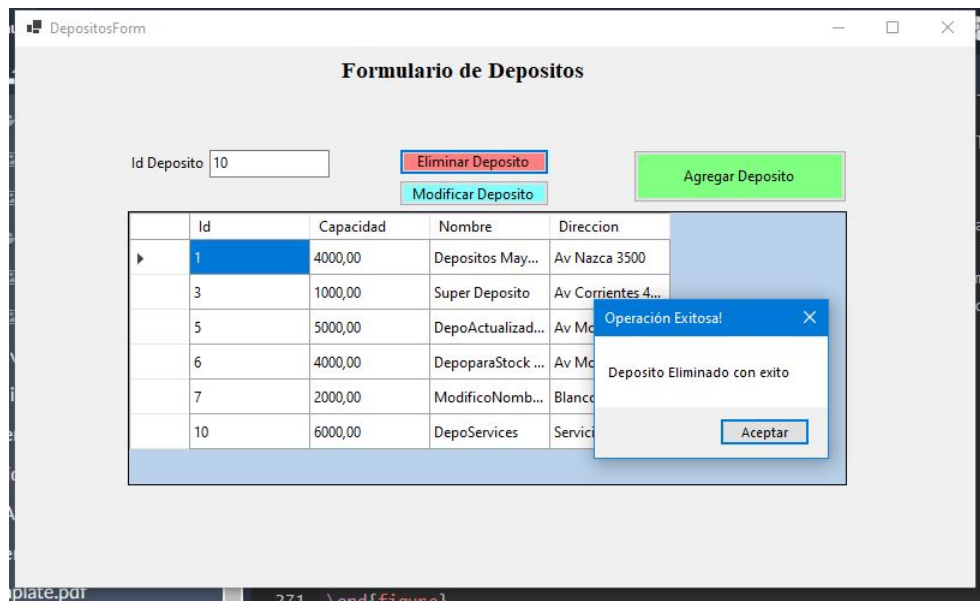 DepositosForm
Formulario de Depositos
Id Deposito 10
Eliminar Deposito
Modificar Deposito
Agregar Deposito
Id Capacidad Nombre Direccion
1 4000,00 Depositos May... Av Nazca 3500
3 1000,00 Super Deposito Av Corrientes 4...
5 5000,00 DepoActualizad... Av Mo
6 4000,00 DepoparaStock ... Av Mo
7 2000,00 ModificoNomb... Blanco
10 6000,00 DepoServices Servici
Operación Exitosa!
Deposito Eliminado con exito
Aceptar
plate.pdf
271 \end{figure}